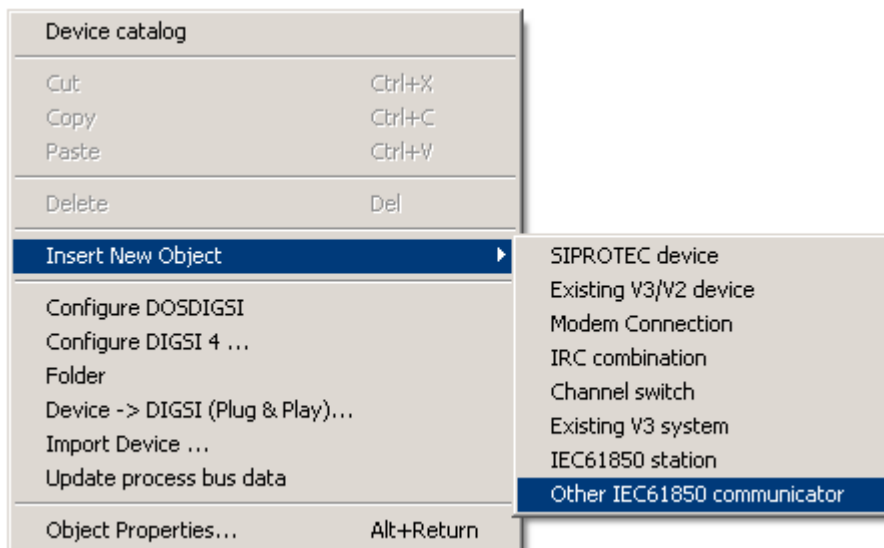 Device catalog
Cut Ctrl+X
Copy Ctrl+C
Paste Ctrl+V
Delete Del
Insert New Object
SIPROTEC device
Existing V3/V2 device
Modem Connection
IRC combination
Channel switch
Existing V3 system
IEC61850 station
Other IEC61850 communicator
Configure DOSDIGSI
Configure DIGSI 4 ...
Folder
Device -> DIGSI (Plug & Play)...
Import Device ...
Update process bus data
Object Properties... Alt+Return